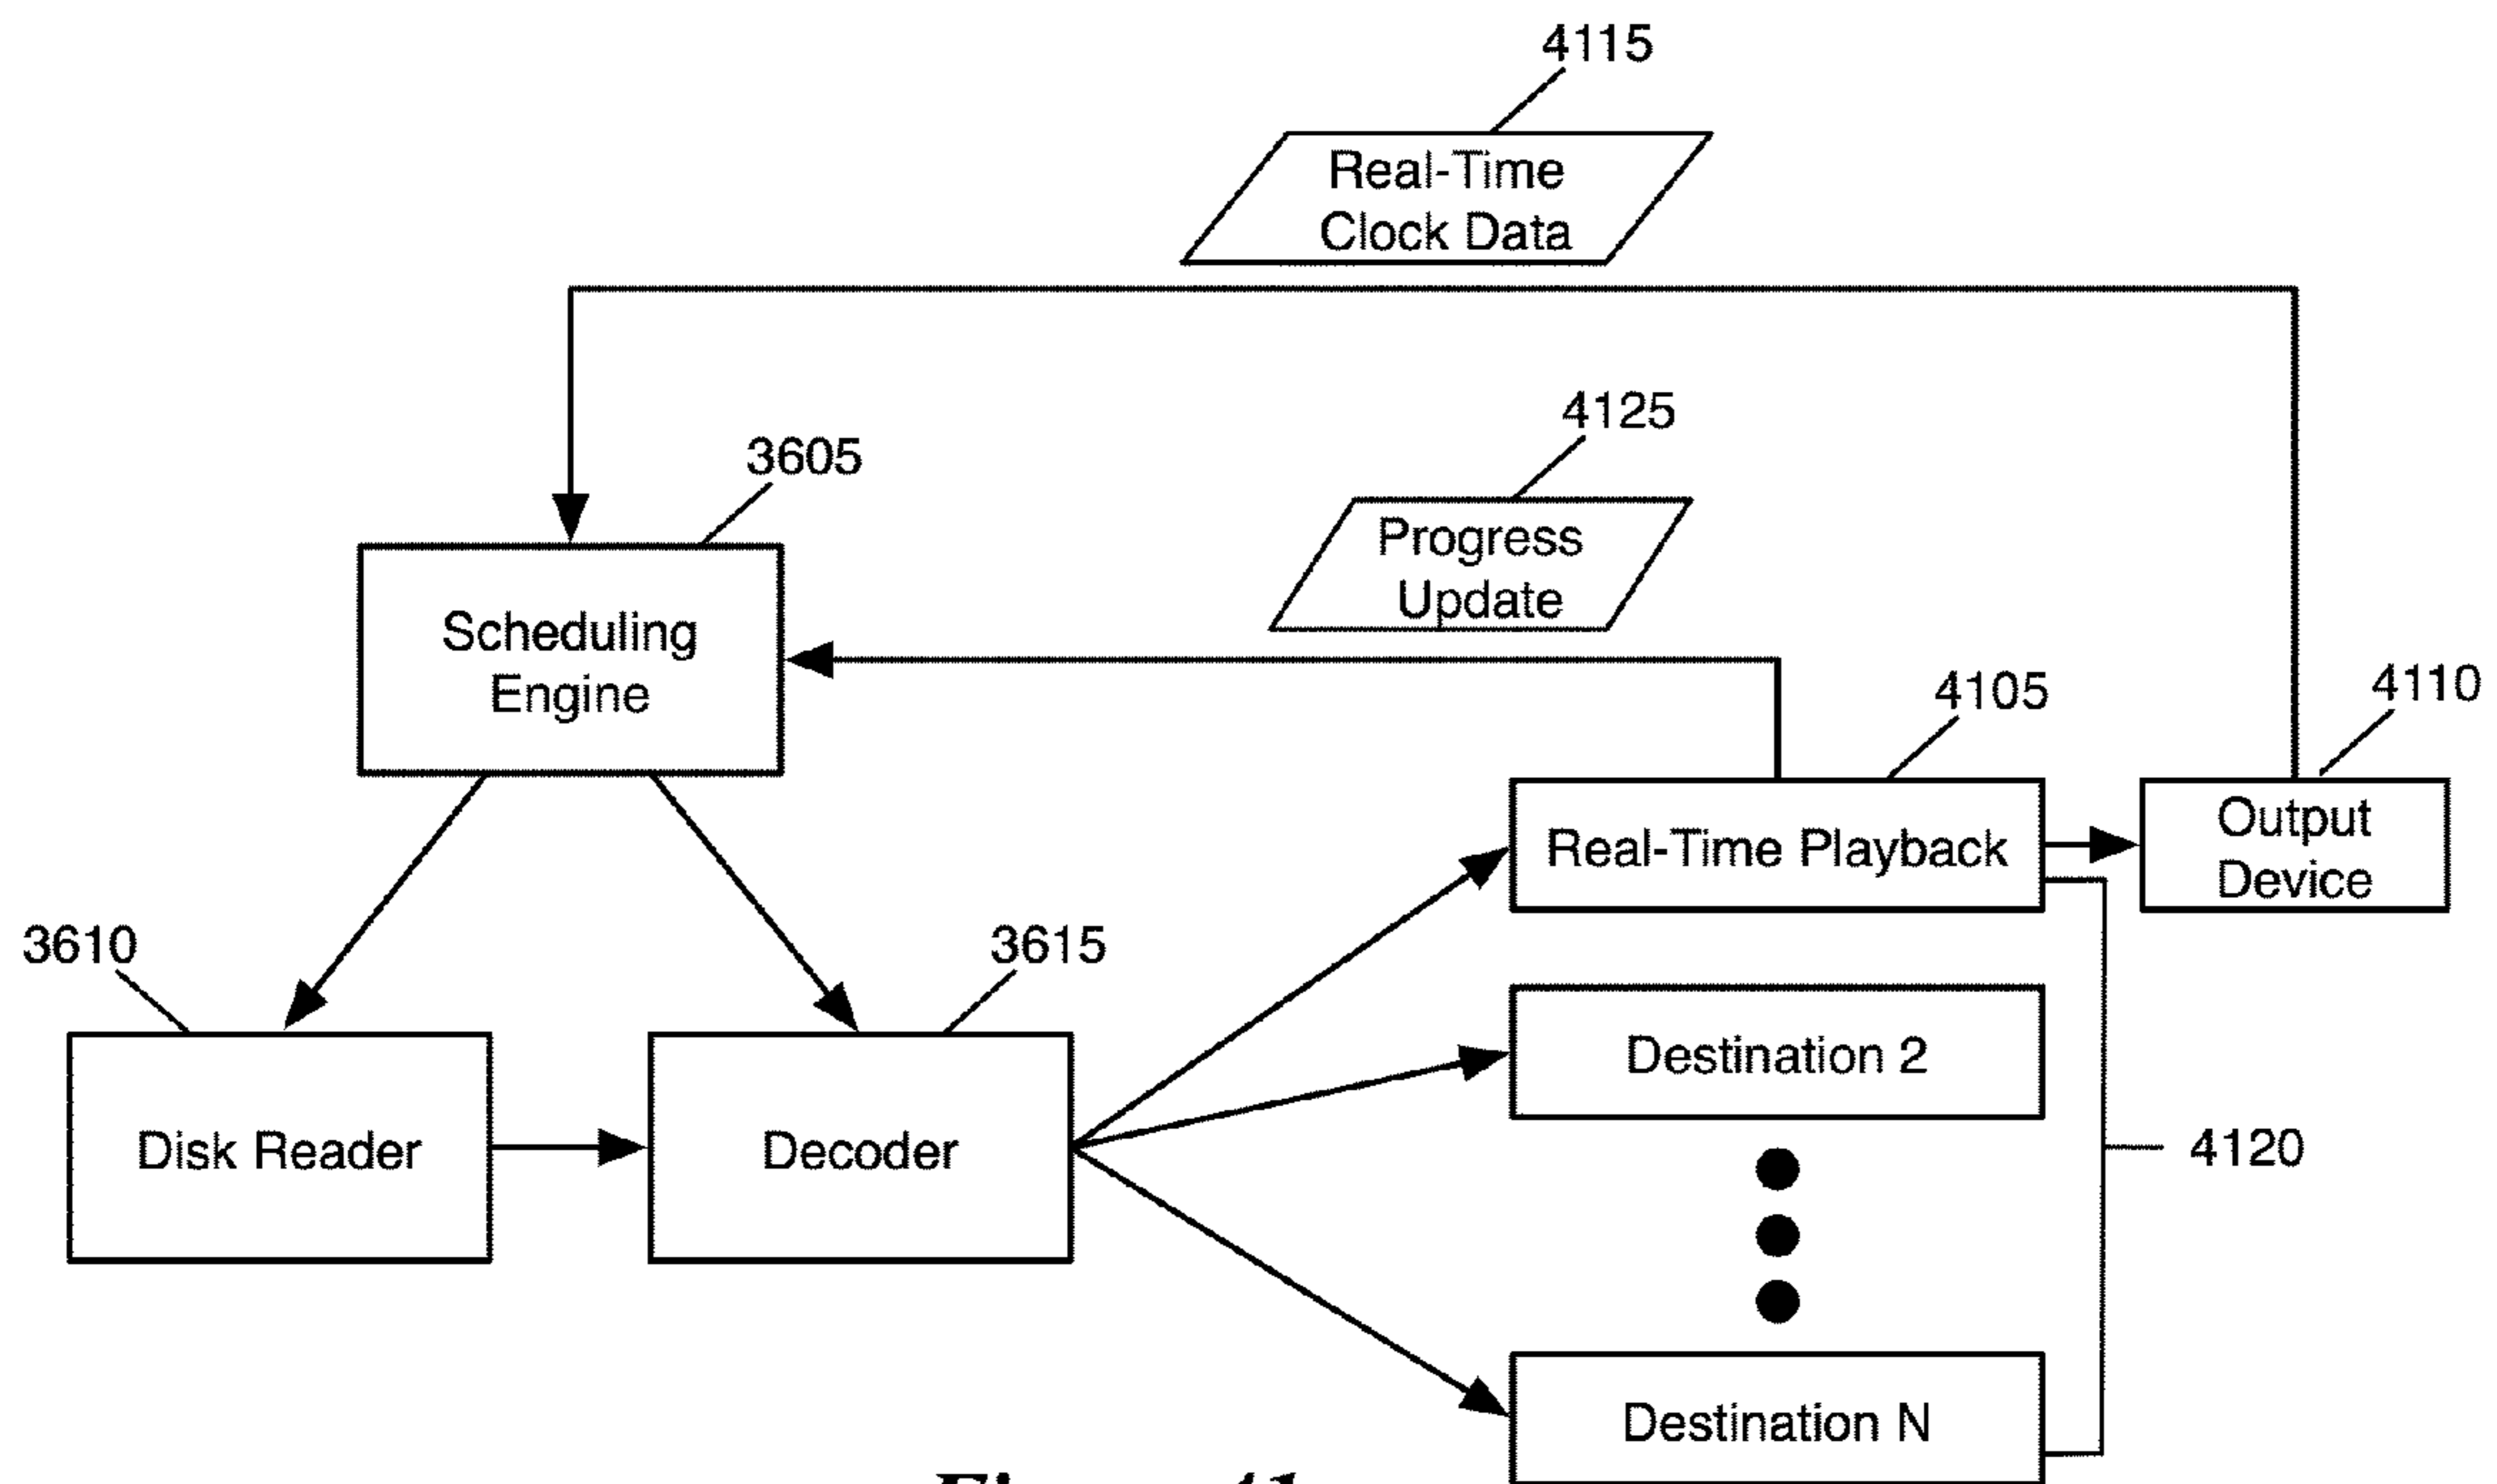 4115
Real-Time
Clock Data
4125
3605
Progress
Update
Scheduling
Engine
4105
4110
Real-Time Playback
Output
Device
3610
3615
Destination 2
Disk Reader
Decoder
4120
Destination N